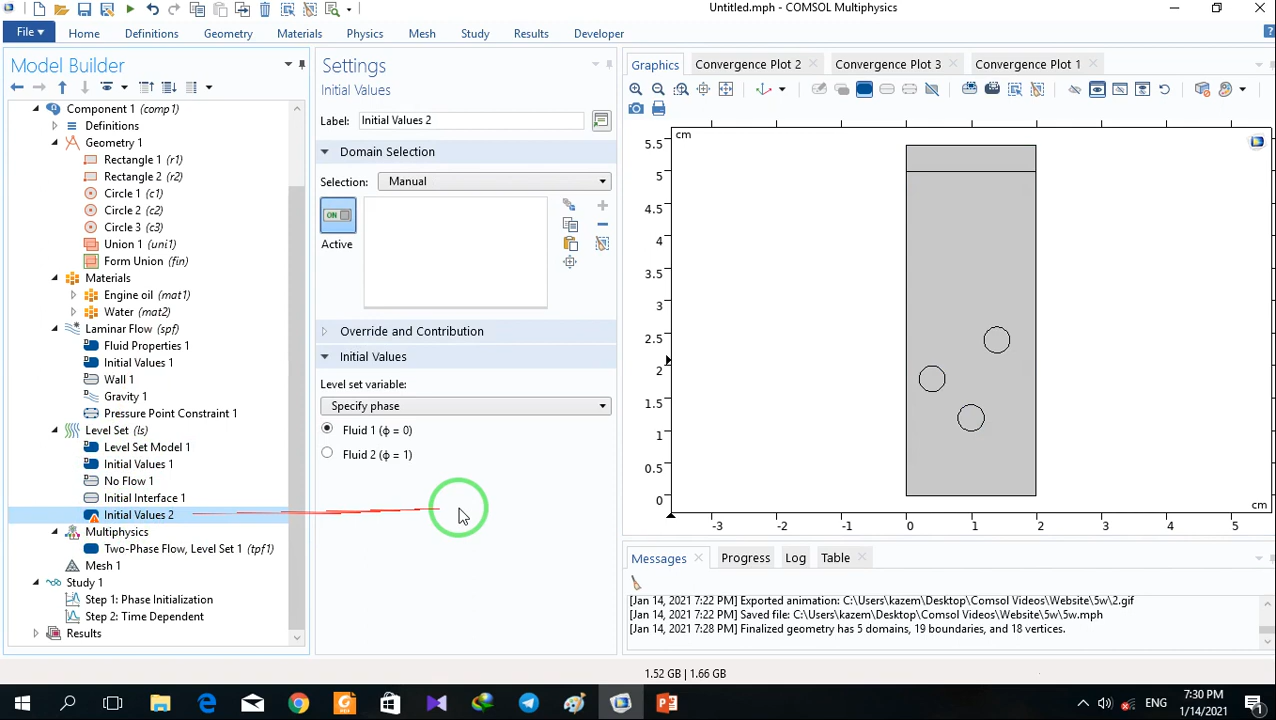 Untitled.mph - COMSOL Multiphysics
File
Home
Definitions
Geometry
Materials
Physics
Mesh
Study
Results
Developer
Model Builder
Component 1 (comp1)
Definitions
Geometry 1
Rectangle 1 (r1)
Rectangle 2 (r2)
Circle 1 (c1)
Circle 2 (c2)
Circle 3 (c3)
Union 1 (uni1)
Form Union (fin)
Materials
Engine oil (mat1)
Water (mat2)
Laminar Flow (spf)
Fluid Properties 1
Initial Values 1
Wall 1
Gravity 1
Pressure Point Constraint 1
Level Set (ls)
Level Set Model 1
Initial Values 1
No Flow 1
Initial Interface 1
Initial Values 2
Multiphysics
Two-Phase Flow, Level Set 1 (tpf1)
Mesh 1
Study 1
Step 1: Phase Initialization
Step 2: Time Dependent
Results
Settings
Initial Values
Label: Initial Values 2
Domain Selection
Selection: Manual
ON
Active
Override and Contribution
Initial Values
Level set variable:
Specify phase
Fluid 1 (ϕ = 0)
Fluid 2 (ϕ = 1)
Graphics
Convergence Plot 2
Convergence Plot 3
Convergence Plot 1
cm
5.5
5
4.5
4
3.5
3
2.5
2
1.5
1
0.5
0
cm
-3 -2 -1 0 1 2 3 4 5
Messages
Progress
Log
Table
[Jan 14, 2021 7:22 PM] Exported animation: C:\Users\kazem\Desktop\Comsol Videos\Website\5w\2.gif
[Jan 14, 2021 7:22 PM] Saved file: C:\Users\kazem\Desktop\Comsol Videos\Website\5w\5w.mph
[Jan 14, 2021 7:28 PM] Finalized geometry has 5 domains, 19 boundaries, and 18 vertices.
1.52 GB | 1.66 GB
ENG
7:30 PM
1/14/2021